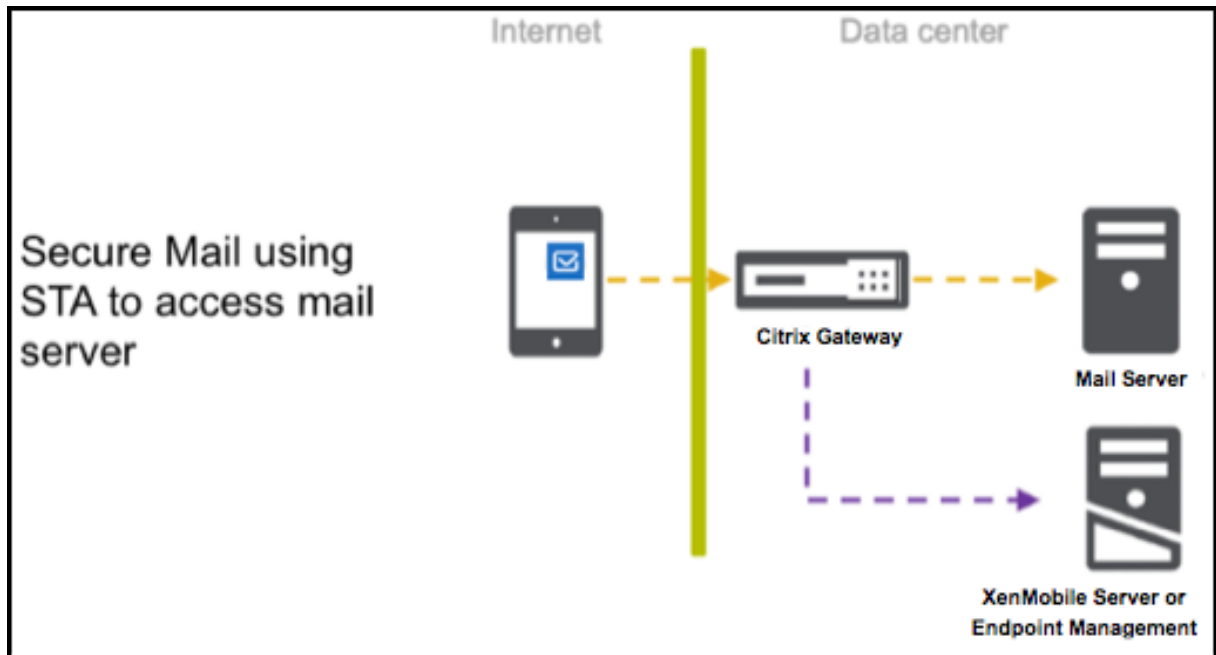 Internet
Data center
Secure Mail using
STA to access mail
server
Citrix Gateway
Mail Server
XenMobile Server or
Endpoint Management